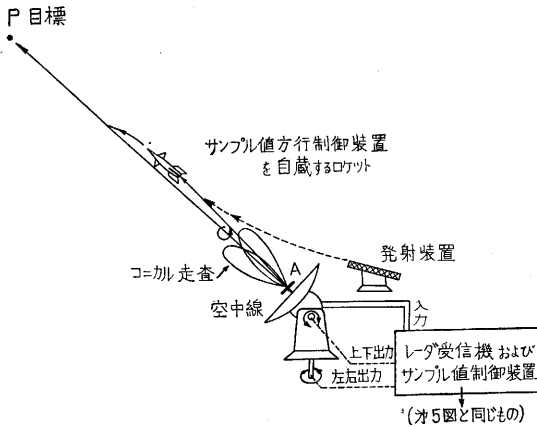 P 目標
サンプル値方行制御装置
を自蔵するロケット
発射装置
コニカル走査
A
空中線
入力
上下出力
左右出力
レーダ受信機および
サンプル値制御装置
(才5図と同じもの)